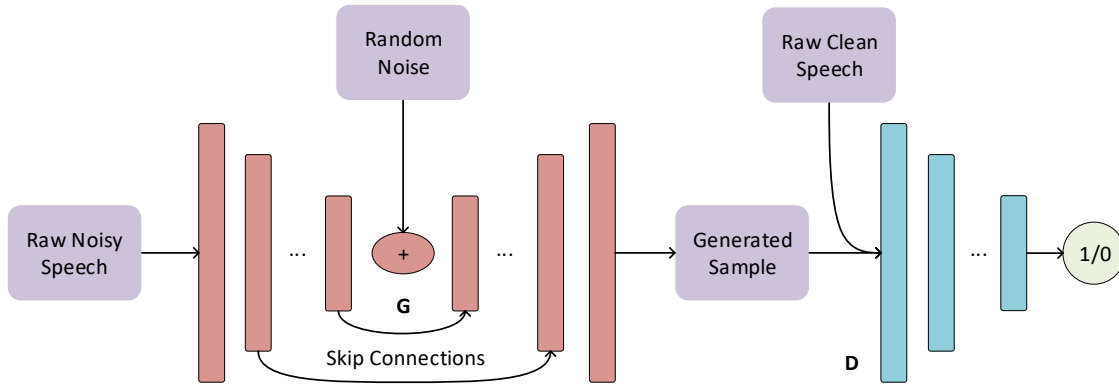 Random
Noise
Raw Clean
Speech
Raw Noisy
Speech
...
+
...
Generated
Sample
...
1/0
G
Skip Connections
D